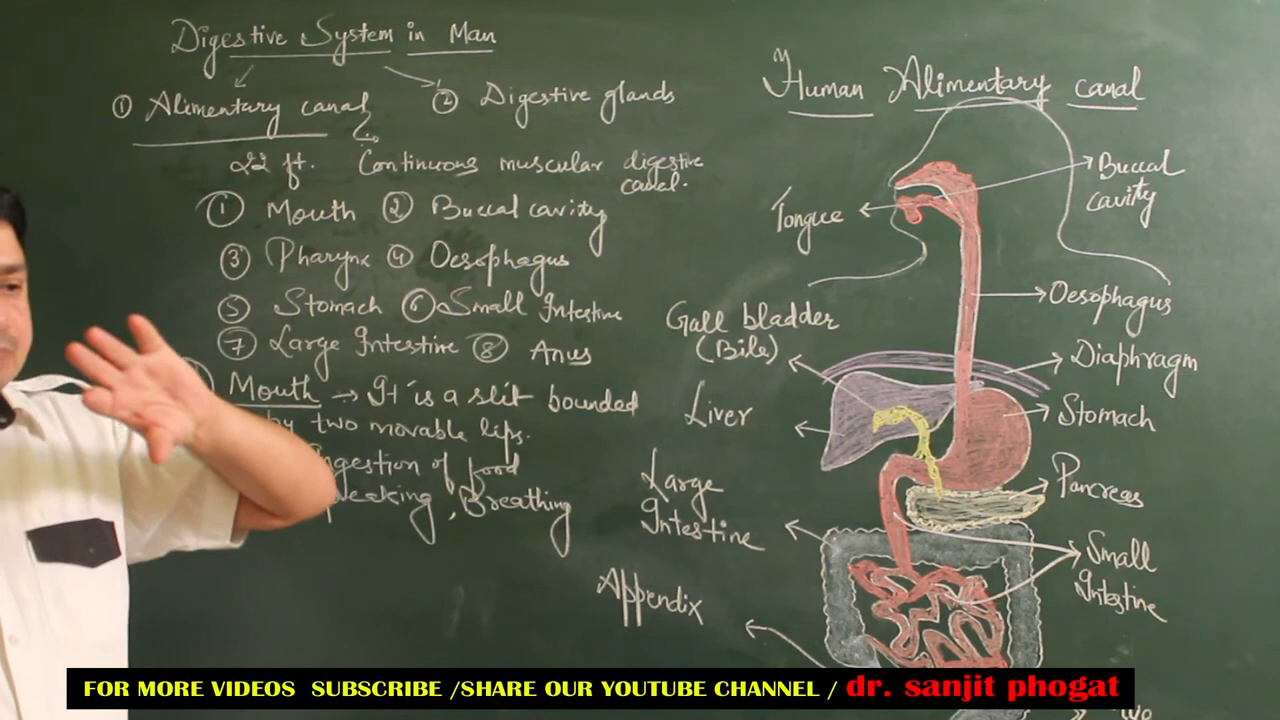 Digestive System in Man
① Alimentary canal ② Digestive glands
22 ft. Continuous muscular digestive
canal.
① Mouth ② Buccal cavity
③ Pharynx ④ Oesophagus
⑤ Stomach ⑥ Small Intestine
⑦ Large Intestine ⑧ Anus
Mouth → It is a slit bounded
by two movable lips.
ngestion of food
peaking, Breathing
Human Alimentary canal
Buccal
cavity
Tongue
Oesophagus
Gall bladder
(Bile)
Diaphragm
Liver
Stomach
Large
Intestine
Pancreas
Small
Intestine
Appendix
FOR MORE VIDEOS SUBSCRIBE /SHARE OUR YOUTUBE CHANNEL / dr. sanjit phogat